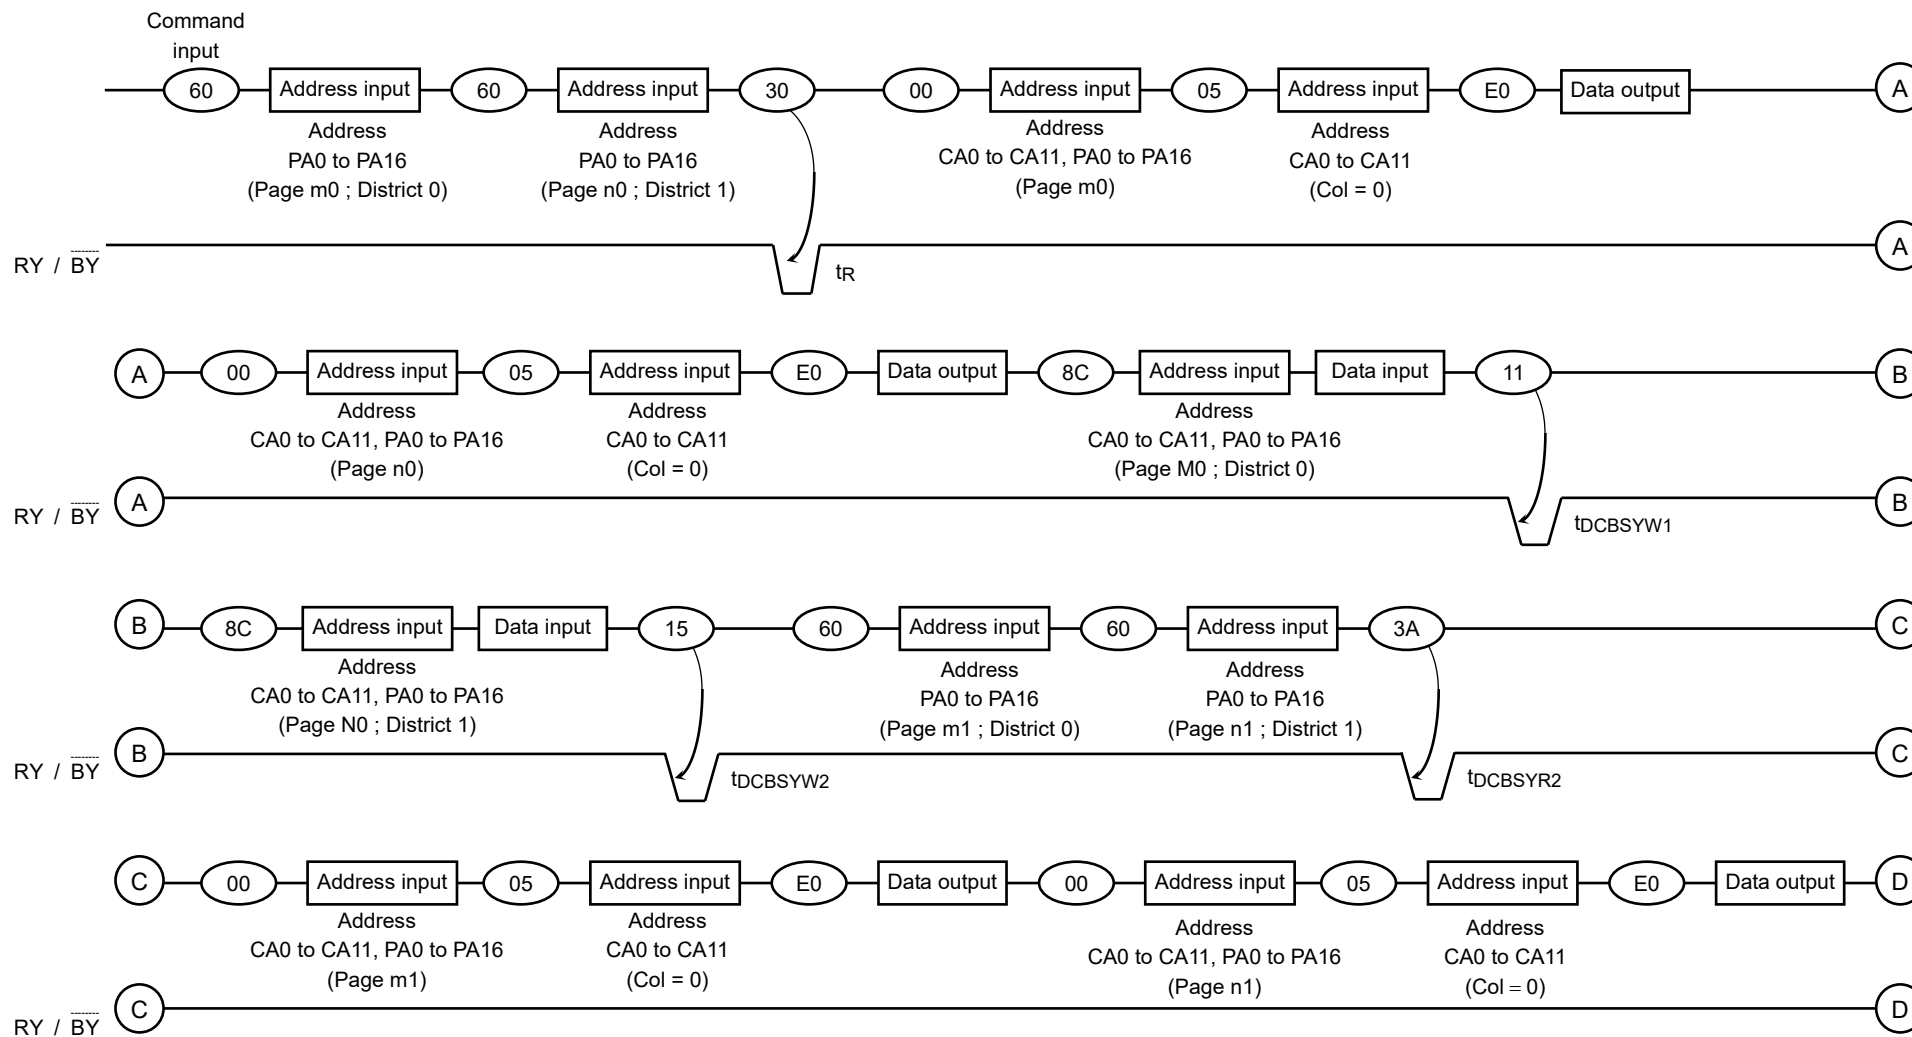 Command
input
60 Address input 60 Address input 30 00 Address input 05 Address input E0 Data output A
Address Address Address Address
PA0 to PA16 PA0 to PA16 CA0 to CA11, PA0 to PA16 CA0 to CA11
(Page m0 ; District 0) (Page n0 ; District 1) (Page m0) (Col = 0)
RY / BY A
tR
A 00 Address input 05 Address input E0 Data output 8C Address input Data input 11 B
Address Address Address
CA0 to CA11, PA0 to PA16 CA0 to CA11 CA0 to CA11, PA0 to PA16
(Page n0) (Col = 0) (Page M0 ; District 0)
RY / BY A B
tDCBSYW1
B 8C Address input Data input 15 60 Address input 60 Address input 3A C
Address Address Address
CA0 to CA11, PA0 to PA16 PA0 to PA16 PA0 to PA16
(Page N0 ; District 1) (Page m1 ; District 0) (Page n1 ; District 1)
RY / BY B C
tDCBSYW2 tDCBSYR2
C 00 Address input 05 Address input E0 Data output 00 Address input 05 Address input E0 Data output D
Address Address Address Address
CA0 to CA11, PA0 to PA16 CA0 to CA11 CA0 to CA11, PA0 to PA16 CA0 to CA11
(Page m1) (Col = 0) (Page n1) (Col = 0)
RY / BY C D